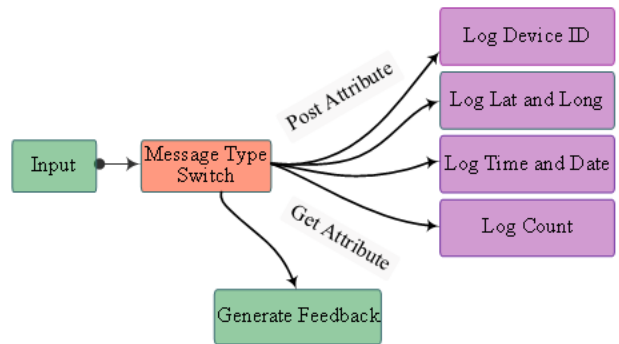 Log Device ID
Post Attribute
Log Lat and Long
Input
Message Type
Switch
Log Time and Date
Get Attribute
Log Count
Generate Feedback